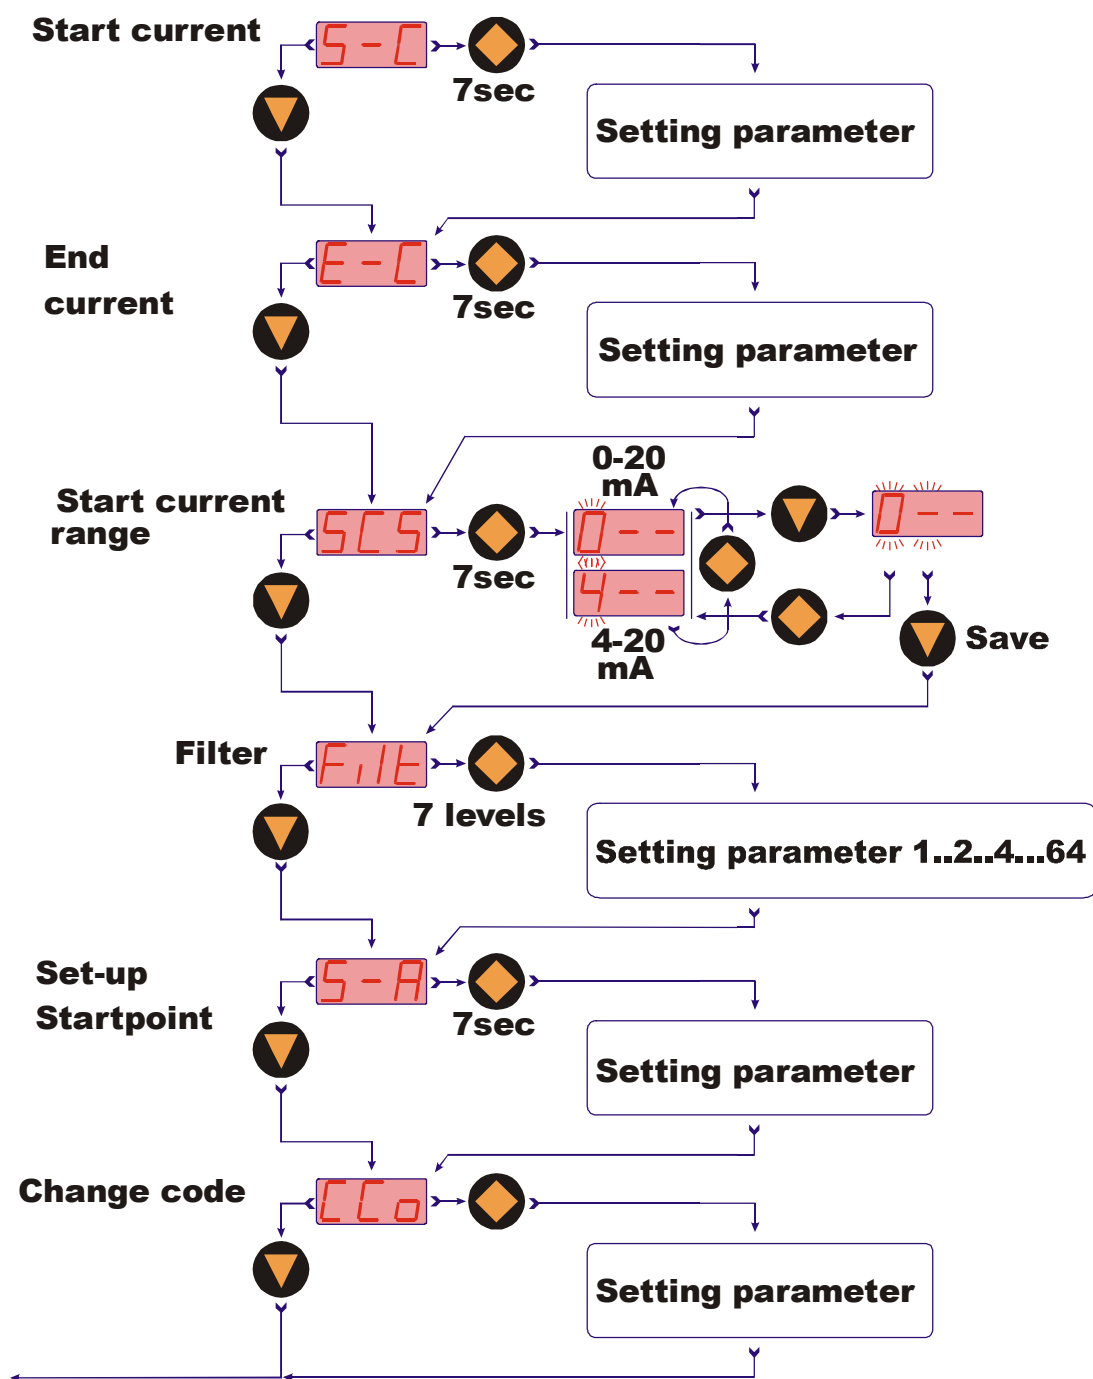 Start current
S-C
7sec
Setting parameter
End
current
E-C
7sec
Setting parameter
Start current
range
SCS
7sec
0-20
mA
0--
4--
4-20
mA
0--
Save
Filter
Filt
7 levels
Setting parameter 1..2..4...64
Set-up
Startpoint
S-A
7sec
Setting parameter
Change code
CCo
Setting parameter